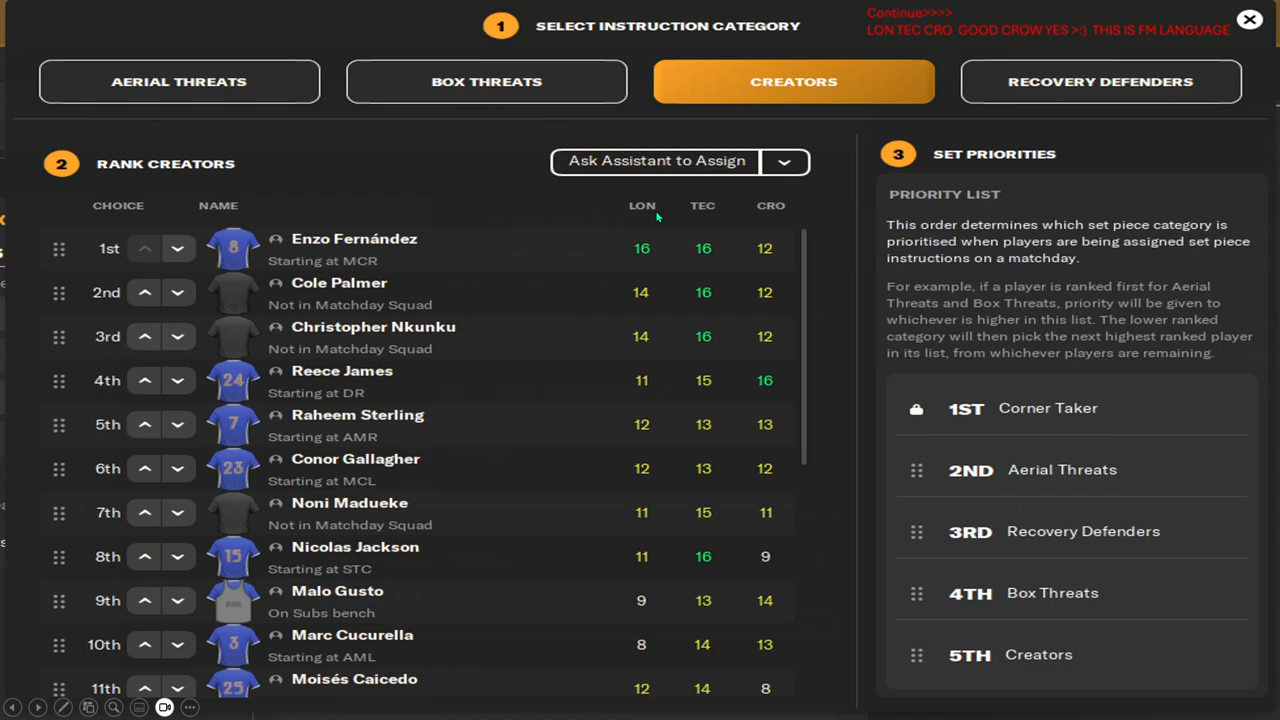 1 SELECT INSTRUCTION CATEGORY
Continue>>>>
LON TEC CRO GOOD CROW YES >:) THIS IS FM LANGUAGE
AERIAL THREATS
BOX THREATS
CREATORS
RECOVERY DEFENDERS
2 RANK CREATORS
Ask Assistant to Assign
CHOICE NAME LON TEC CRO
1st 8 Enzo Fernández 16 16 12
Starting at MCR
2nd Cole Palmer 14 16 12
Not in Matchday Squad
3rd Christopher Nkunku 14 16 12
Not in Matchday Squad
4th 24 Reece James 11 15 16
Starting at DR
5th 7 Raheem Sterling 12 13 13
Starting at AMR
6th 23 Conor Gallagher 12 13 12
Starting at MCL
7th Noni Madueke 11 15 11
Not in Matchday Squad
8th 15 Nicolas Jackson 11 16 9
Starting at STC
9th FM Malo Gusto 9 13 14
On Subs bench
10th 3 Marc Cucurella 8 14 13
Starting at AML
11th 25 Moisés Caicedo 12 14 8
3 SET PRIORITIES
PRIORITY LIST
This order determines which set piece category is
prioritised when players are being assigned set piece
instructions on a matchday.
For example, if a player is ranked first for Aerial
Threats and Box Threats, priority will be given to
whichever is higher in this list. The lower ranked
category will then pick the next highest ranked player
in its list, from whichever players are remaining.
1ST Corner Taker
2ND Aerial Threats
3RD Recovery Defenders
4TH Box Threats
5TH Creators